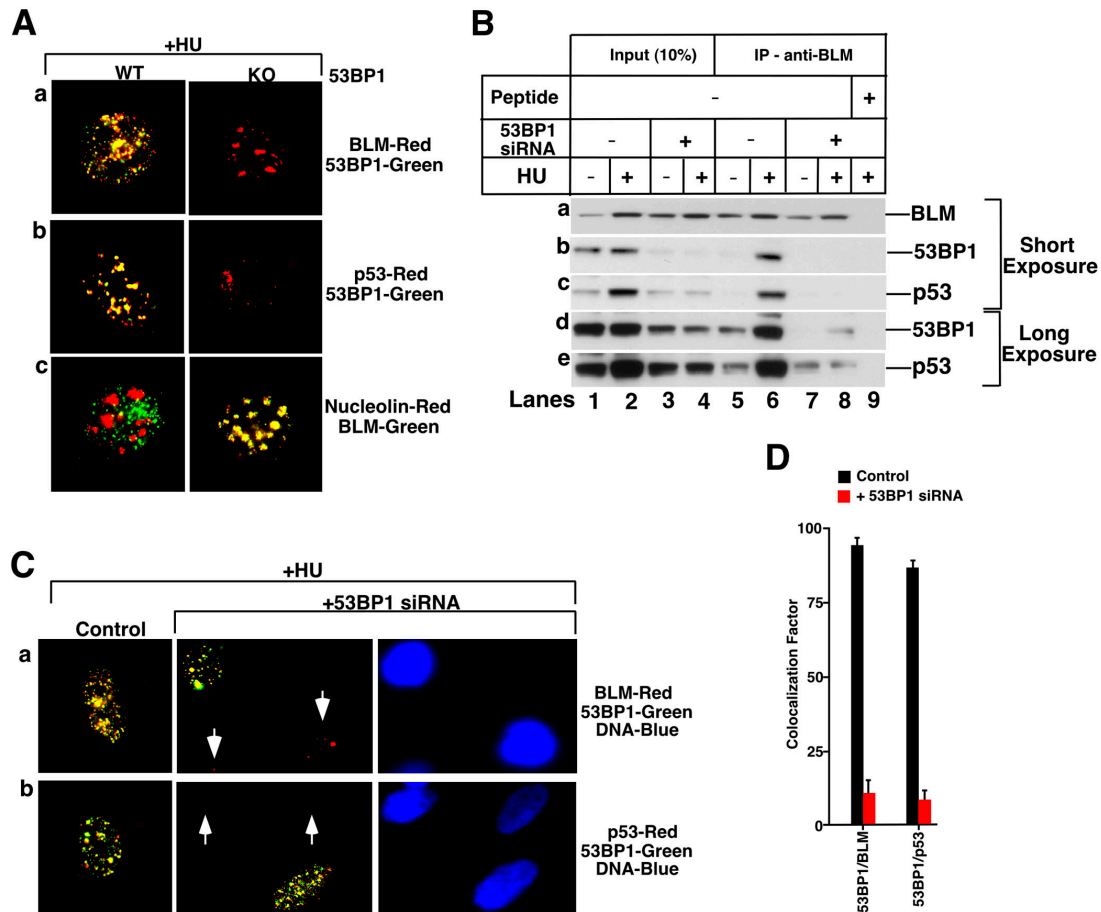 A
+HU
WT
KO
53BP1
a
BLM-Red
53BP1-Green
b
p53-Red
53BP1-Green
c
Nucleolin-Red
BLM-Green
B
Input (10%)
IP - anti-BLM
Peptide
-
+
53BP1
siRNA
-
+
-
+
HU
-
+
-
+
-
+
-
+
+
a
BLM
b
53BP1
c
p53
Short
Exposure
d
53BP1
e
p53
Long
Exposure
Lanes 1 2 3 4 5 6 7 8 9
C
+HU
+53BP1 siRNA
Control
a
BLM-Red
53BP1-Green
DNA-Blue
b
p53-Red
53BP1-Green
DNA-Blue
D
Control
+ 53BP1 siRNA
Colocalization Factor
100
75
50
25
0
53BP1/BLM
53BP1/p53